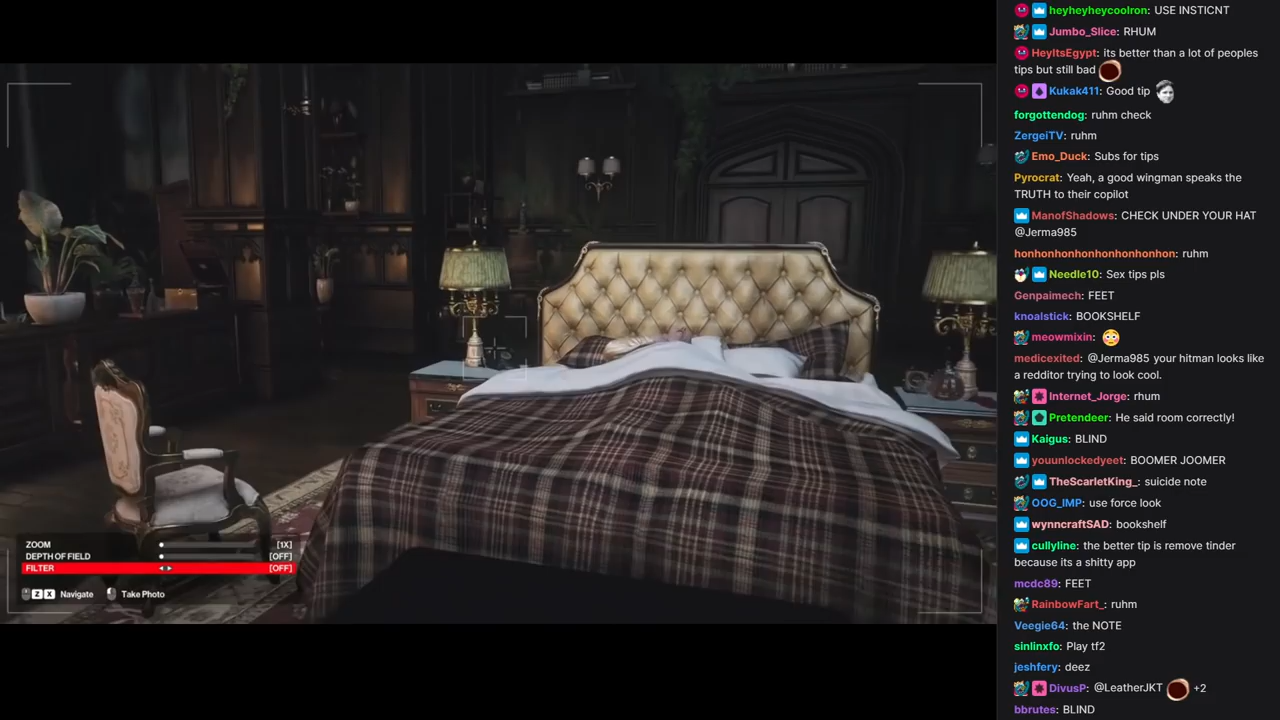 ZOOM [1X]
DEPTH OF FIELD [OFF]
FILTER [OFF]
Z X Navigate Take Photo
heyheyheycoolron: USE INSTICNT
Jumbo_Slice: RHUM
HeyItsEgypt: its better than a lot of peoples
tips but still bad
Kukak411: Good tip
forgottendog: ruhm check
ZergeiTV: ruhm
Emo_Duck: Subs for tips
Pyrocrat: Yeah, a good wingman speaks the
TRUTH to their copilot
ManofShadows: CHECK UNDER YOUR HAT
@Jerma985
honhonhonhonhonhonhonhon: ruhm
Needle10: Sex tips pls
Genpaimech: FEET
knoalstick: BOOKSHELF
meowmixin:
medicexited: @Jerma985 your hitman looks like
a redditor trying to look cool.
Internet_Jorge: rhum
Pretendeer: He said room correctly!
Kaigus: BLIND
youunlockedyeet: BOOMER JOOMER
TheScarletKing_: suicide note
OOG_IMP: use force look
wynncraftSAD: bookshelf
cullyline: the better tip is remove tinder
because its a shitty app
mcdc89: FEET
RainbowFart_: ruhm
Veegie64: the NOTE
sinlinxfo: Play tf2
jeshfery: deez
DivusP: @LeatherJKT +2
bbrutes: BLIND